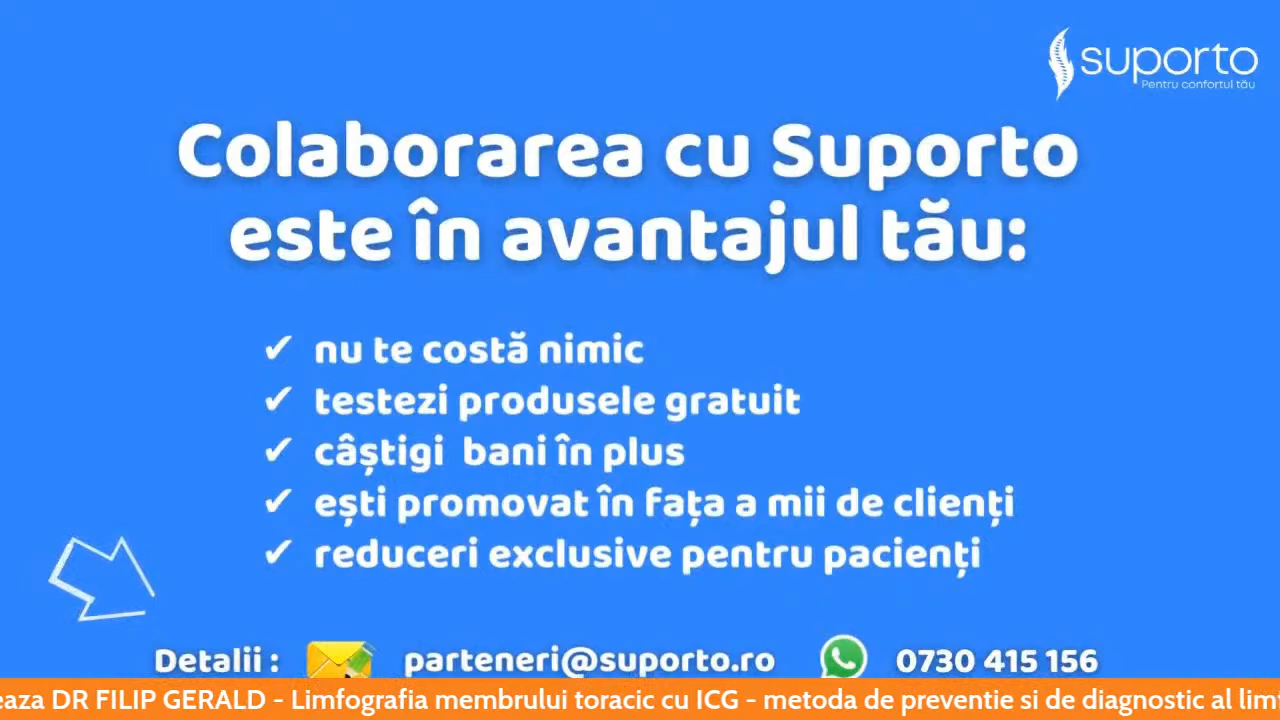 suporto
Pentru confortul tău
Colaborarea cu Suporto
este în avantajul tău:
✔ nu te costă nimic
✔ testezi produsele gratuit
✔ câștigi bani în plus
✔ ești promovat în fața a mii de clienți
✔ reduceri exclusive pentru pacienți
Detalii : parteneri@suporto.ro 0730 415 156
DR FILIP GERALD - Limfografia membrului toracic cu ICG - metoda de preventie si de diagnostic al